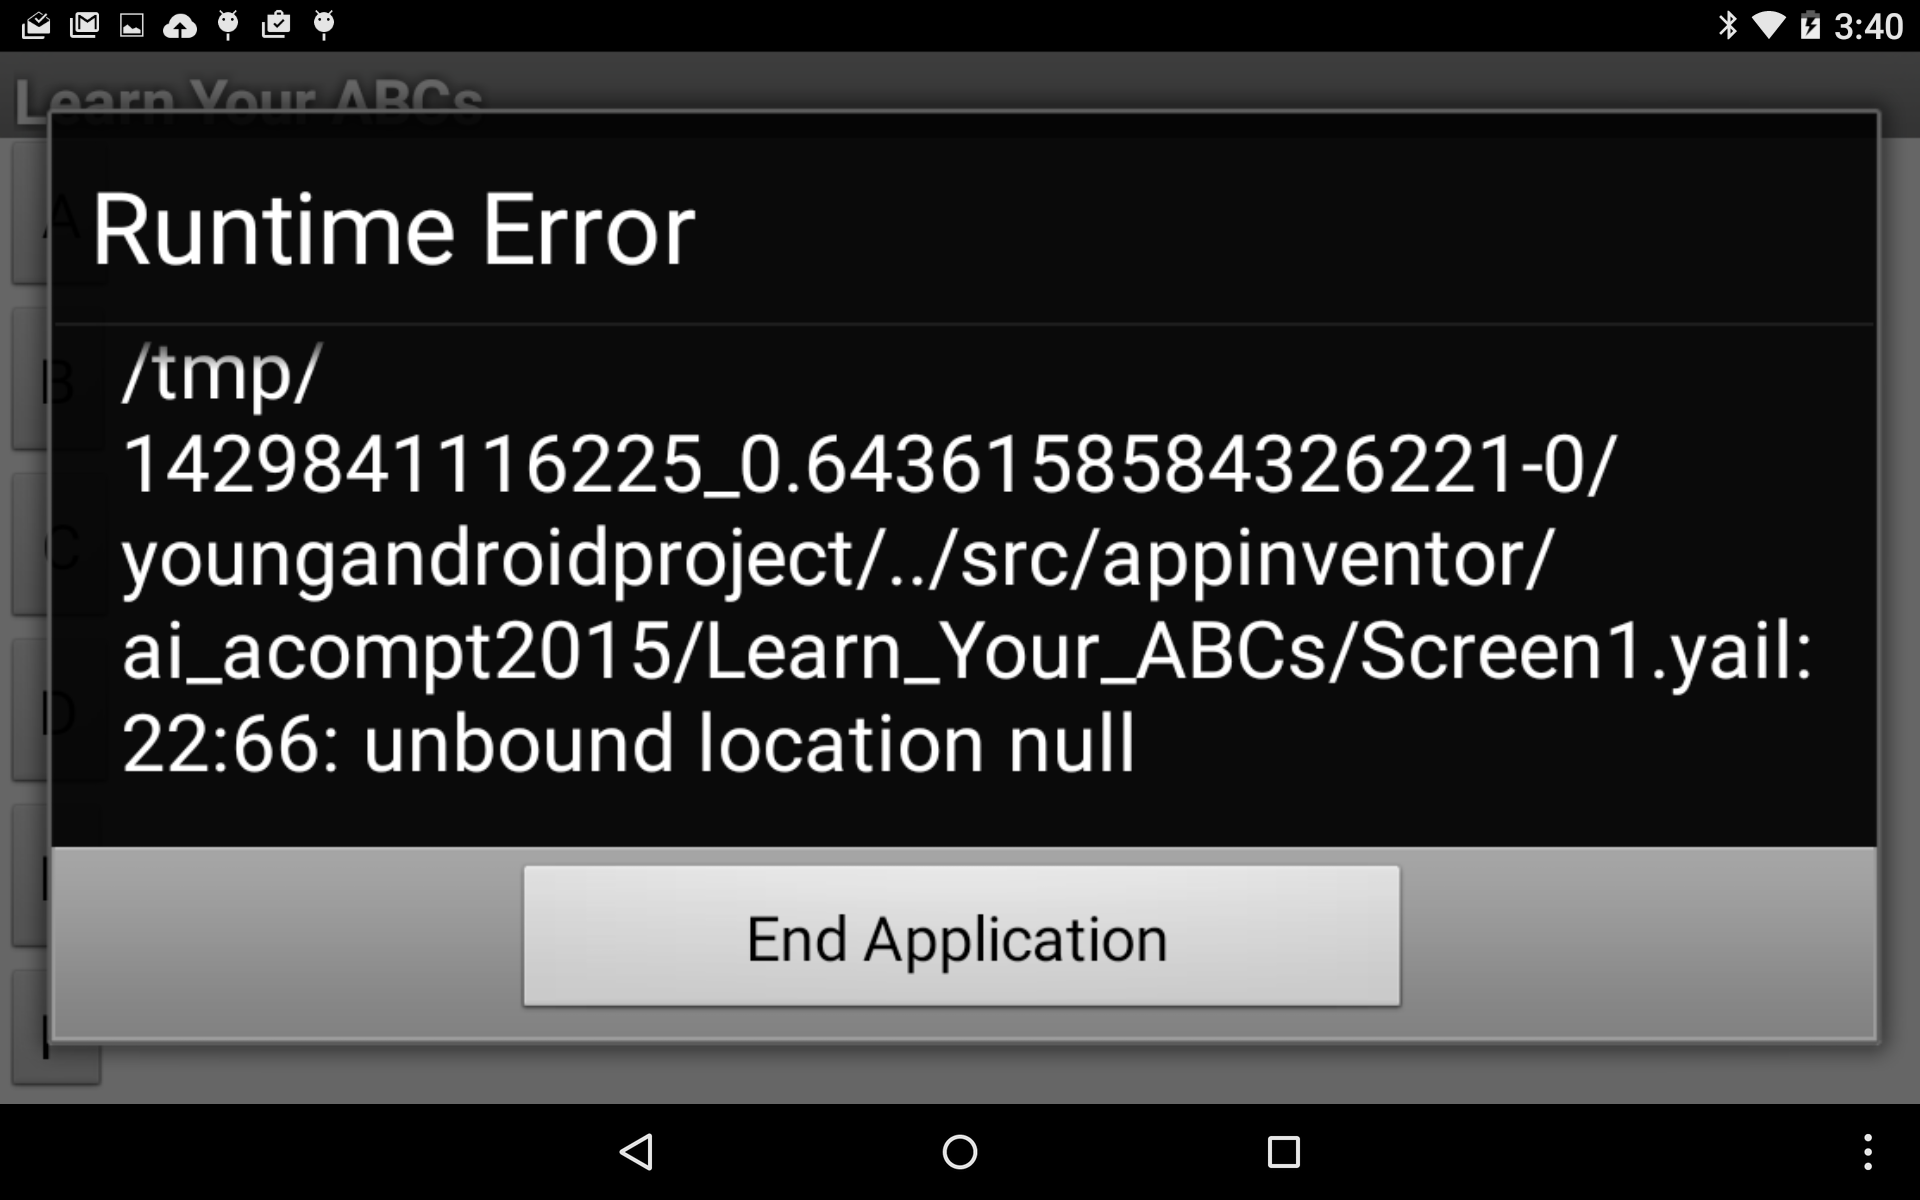 3:40
Learn Your ABCs
A
B
C
D
Runtime Error
/tmp/
1429841116225_0.6436158584326221-0/
youngandroidproject/../src/appinventor/
ai_acompt2015/Learn_Your_ABCs/Screen1.yail:
22:66: unbound location null
End Application